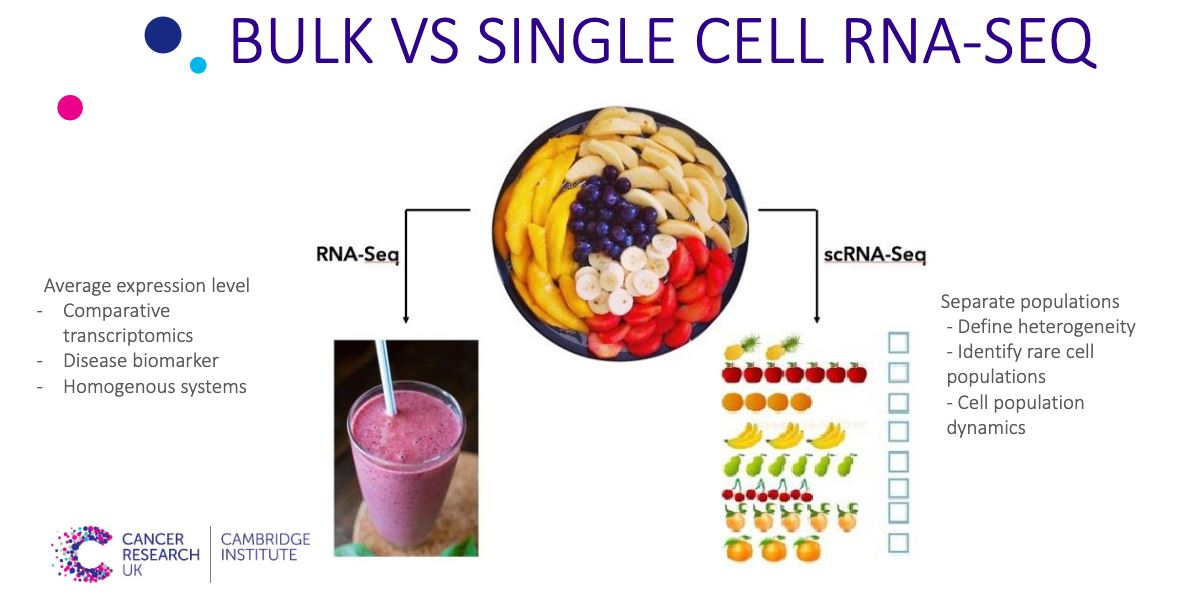 BULK VS SINGLE CELL RNA-SEQ
RNA-Seq
scRNA-Seq
Average expression level
- Comparative
transcriptomics
- Disease biomarker
- Homogenous systems
Separate populations
- Define heterogeneity
- Identify rare cell
populations
- Cell population
dynamics
CANCER
RESEARCH
UK
CAMBRIDGE
INSTITUTE